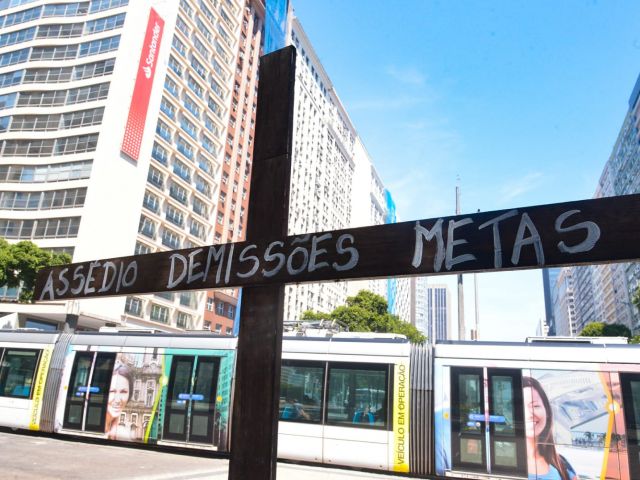 Santander
ASSÉDIO DEMISSÕES METAS
VEÍCULO EM OPERAÇÃO